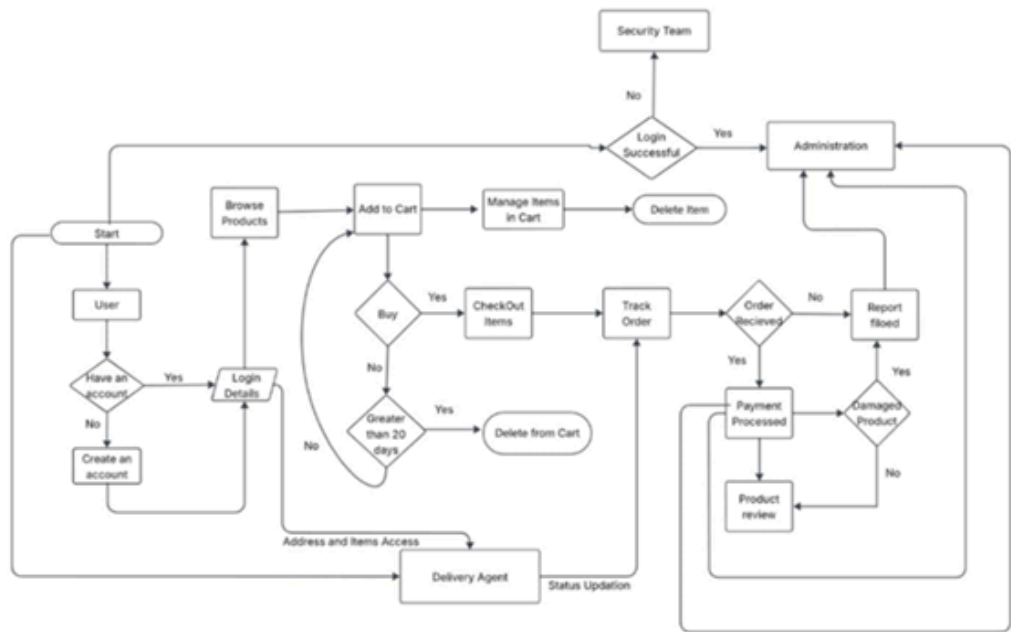 Security Team
No
Login
Successful
Yes
Administration
Browse
Products
Add to Cart
Manage Items
in Cart
Delete Item
Start
User
Buy
Yes
CheckOut
Items
Track
Order
Order
Recieved
No
Report
filoed
Have an
account
Yes
Login
Details
No
Yes
Yes
No
Greater
than 20
days
Yes
Delete from Cart
Payment
Processed
Damaged
Product
No
Create an
account
No
Product
review
Address and Items Access
Delivery Agent
Status Updation